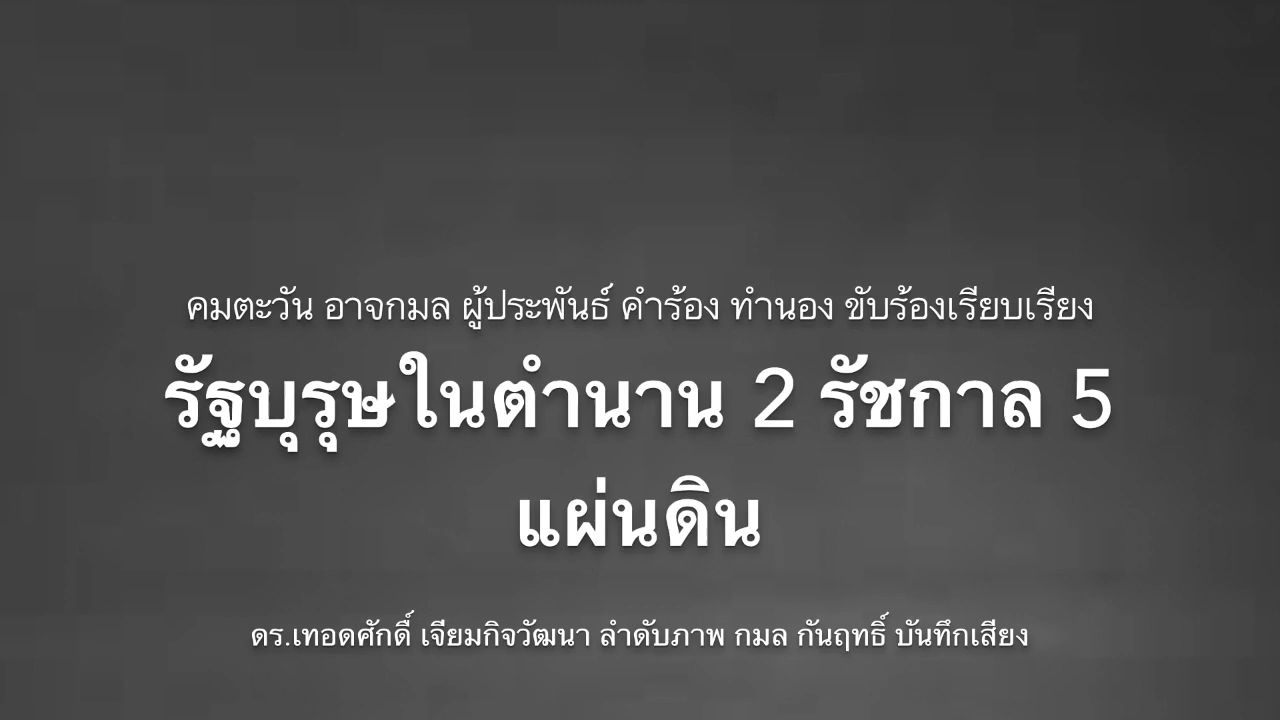 คมตะวัน อาจกมล ผู้ประพันธ์ คำร้อง ทำนอง ขับร้องเรียบเรียง
รัฐบุรุษในตำนาน 2 รัชกาล 5
แผ่นดิน
ดร.เทอดศักดิ์ เจียมกิจวัฒนา ลำดับภาพ กมล กันฤทธิ์ บันทึกเสียง